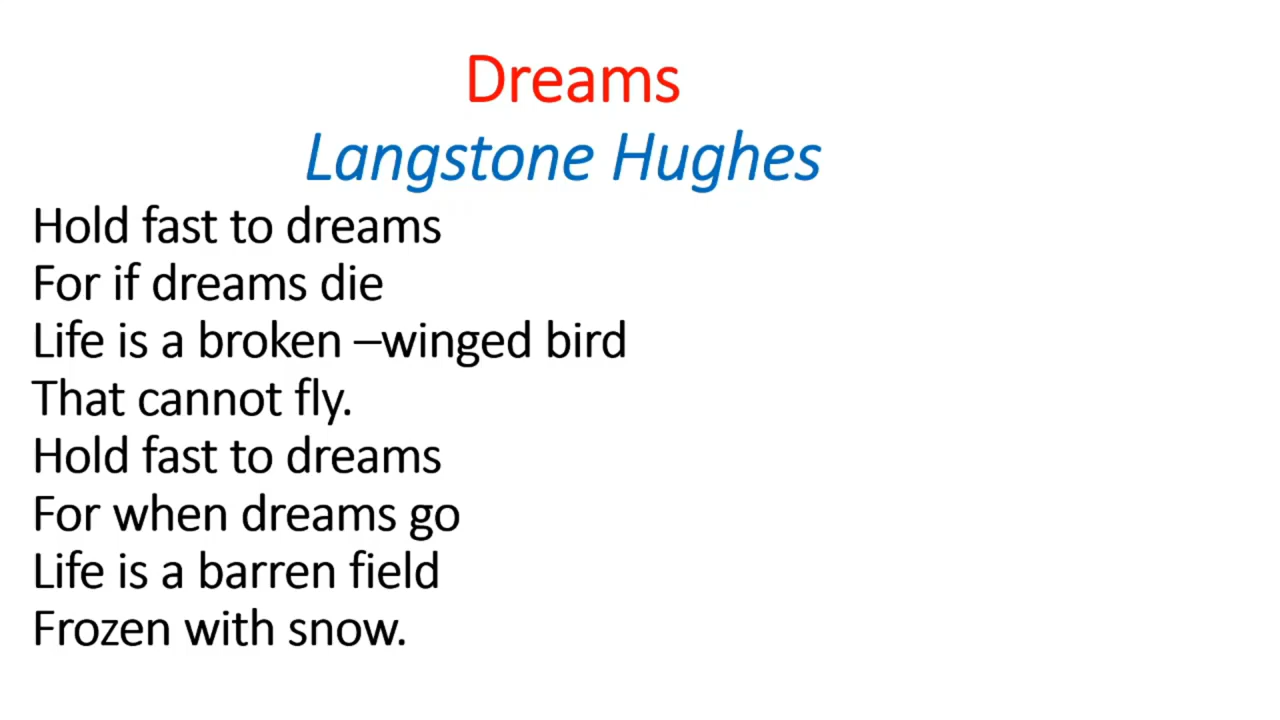 Dreams
Langstone Hughes
Hold fast to dreams
For if dreams die
Life is a broken –winged bird
That cannot fly.
Hold fast to dreams
For when dreams go
Life is a barren field
Frozen with snow.